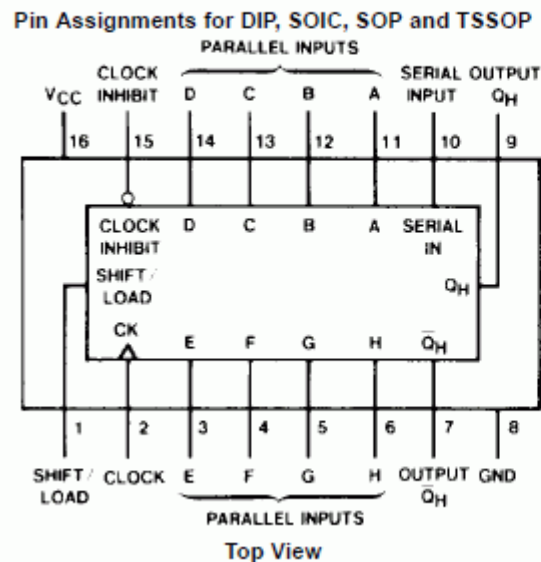 Pin Assignments for DIP, SOIC, SOP and TSSOP
PARALLEL INPUTS
CLOCK SERIAL OUTPUT
VCC INHIBIT D C B A INPUT QH
16 15 14 13 12 11 10 9
CLOCK D C B A SERIAL
INHIBIT IN
SHIFT/
LOAD QH
CK E F G H Q̅H
1 2 3 4 5 6 7 8
SHIFT/ CLOCK E F G H OUTPUT GND
LOAD Q̅H
PARALLEL INPUTS
Top View